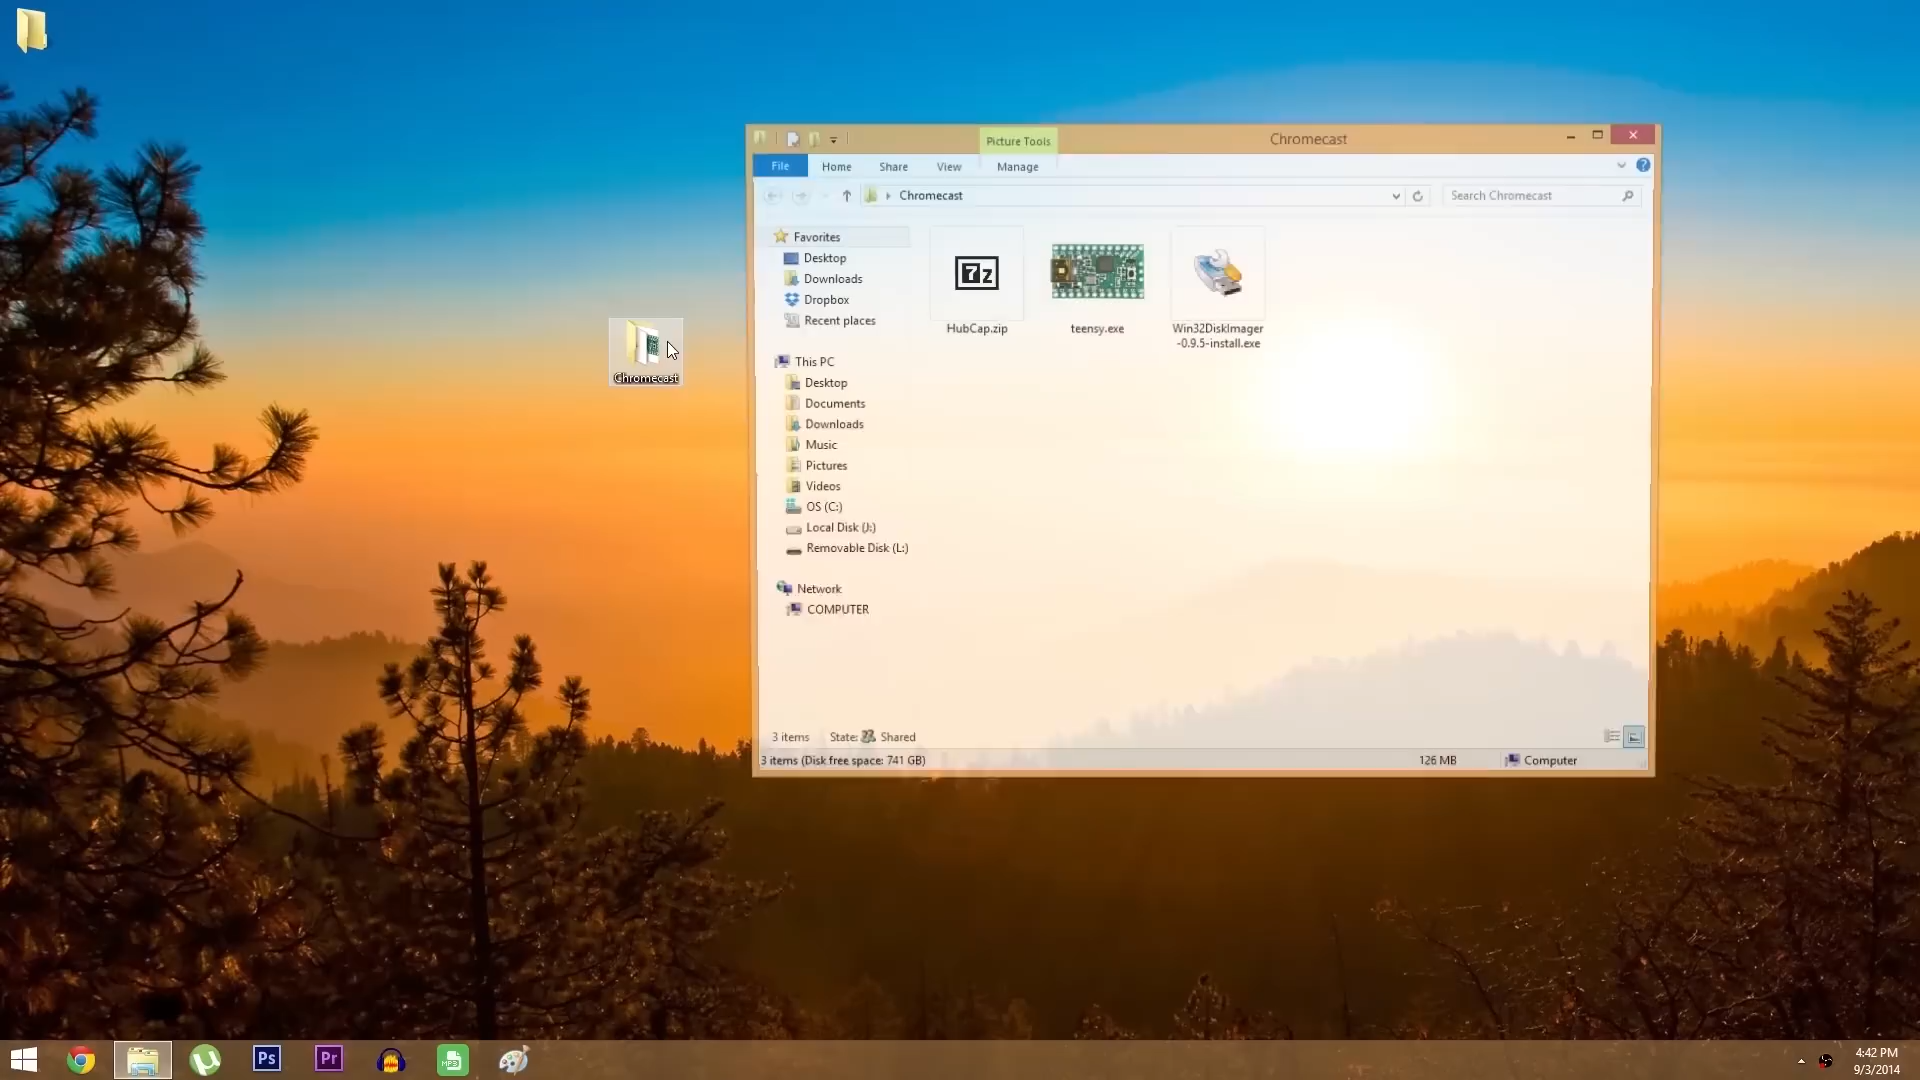 Picture Tools
Chromecast
File
Home
Share
View
Manage
?
Chromecast
Search Chromecast
Favorites
Desktop
Downloads
Dropbox
Recent places
This PC
Desktop
Documents
Downloads
Music
Pictures
Videos
OS (C:)
Local Disk (J:)
Removable Disk (L:)
Network
COMPUTER
7z
HubCap.zip
teensy.exe
Win32DiskImager
-0.9.5-install.exe
3 items State: Shared
3 items (Disk free space: 741 GB)
126 MB
Computer
Chromecast
Ps
Pr
MP3
4:42 PM
9/3/2014